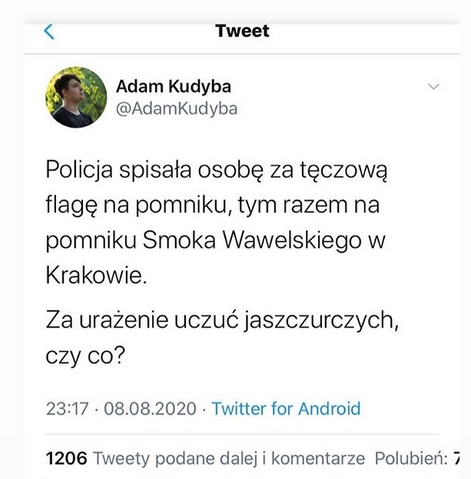 Tweet
Adam Kudyba
@AdamKudyba
Policja spisała osobę za tęczową
flagę na pomniku, tym razem na
pomniku Smoka Wawelskiego w
Krakowie.
Za urażenie uczuć jaszczurczych,
czy co?
23:17 · 08.08.2020 · Twitter for Android
1206 Tweety podane dalej i komentarze Polubień: